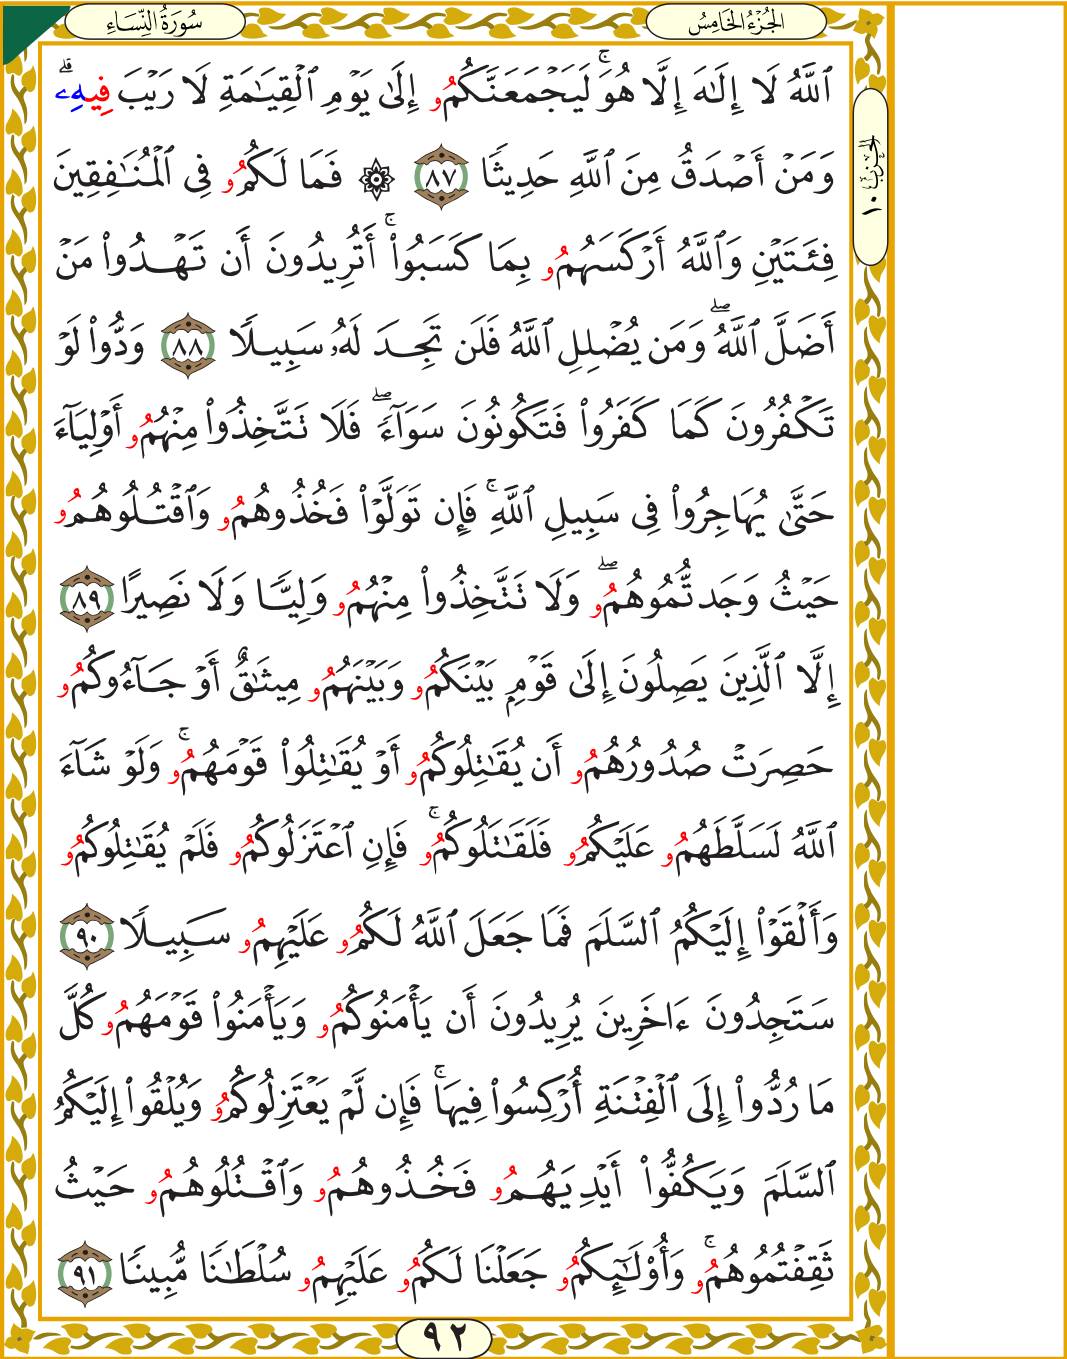 سُورَةُ النِّسَاءِ
الجُزْءُ الخَامِسُ
الحِزْبُ ١٠
ٱللَّهُ لَا إِلَٰهَ إِلَّا هُوَۚ لَيَجْمَعَنَّكُمُۥ إِلَىٰ يَوْمِ ٱلْقِيَٰمَةِ لَا رَيْبَ فِيهِۦۗ
وَمَنْ أَصْدَقُ مِنَ ٱللَّهِ حَدِيثًا ٨٧ ۞ فَمَا لَكُمُۥ فِى ٱلْمُنَٰفِقِينَ
فِئَتَيْنِ وَٱللَّهُ أَرْكَسَهُمُۥ بِمَا كَسَبُوٓا۟ۚ أَتُرِيدُونَ أَن تَهْدُوا۟ مَنْ
أَضَلَّ ٱللَّهُۖ وَمَن يُضْلِلِ ٱللَّهُ فَلَن تَجِدَ لَهُۥ سَبِيلًا ٨٨ وَدُّوا۟ لَوْ
تَكْفُرُونَ كَمَا كَفَرُوا۟ فَتَكُونُونَ سَوَآءًۖ فَلَا تَتَّخِذُوا۟ مِنْهُمُۥ أَوْلِيَآءَ
حَتَّىٰ يُهَاجِرُوا۟ فِى سَبِيلِ ٱللَّهِۚ فَإِن تَوَلَّوْا۟ فَخُذُوهُمُۥ وَٱقْتُلُوهُمُۥ
حَيْثُ وَجَدتُّمُوهُمُۥۖ وَلَا تَتَّخِذُوا۟ مِنْهُمُۥ وَلِيًّا وَلَا نَصِيرًا ٨٩
إِلَّا ٱلَّذِينَ يَصِلُونَ إِلَىٰ قَوْمٍ بَيْنَكُمُۥ وَبَيْنَهُمُۥ مِيثَٰقٌ أَوْ جَآءُوكُمُۥ
حَصِرَتْ صُدُورُهُمُۥ أَن يُقَٰتِلُوكُمُۥ أَوْ يُقَٰتِلُوا۟ قَوْمَهُمُۥۚ وَلَوْ شَآءَ
ٱللَّهُ لَسَلَّطَهُمُۥ عَلَيْكُمُۥ فَلَقَٰتَلُوكُمُۥۚ فَإِنِ ٱعْتَزَلُوكُمُۥ فَلَمْ يُقَٰتِلُوكُمُۥ
وَأَلْقَوْا۟ إِلَيْكُمُ ٱلسَّلَمَ فَمَا جَعَلَ ٱللَّهُ لَكُمُۥ عَلَيْهِمُۥ سَبِيلًا ٩٠
سَتَجِدُونَ ءَاخَرِينَ يُرِيدُونَ أَن يَأْمَنُوكُمُۥ وَيَأْمَنُوا۟ قَوْمَهُمُۥ كُلَّ
مَا رُدُّوا۟ إِلَى ٱلْفِتْنَةِ أُرْكِسُوا۟ فِيهَاۚ فَإِن لَّمْ يَعْتَزِلُوكُمُۥ وَيُلْقُوا۟ إِلَيْكُمُ
ٱلسَّلَمَ وَيَكُفُّوا۟ أَيْدِيَهُمُۥ فَخُذُوهُمُۥ وَٱقْتُلُوهُمُۥ حَيْثُ
ثَقِفْتُمُوهُمُۥۚ وَأُو۟لَٰٓئِكُمُۥ جَعَلْنَا لَكُمُۥ عَلَيْهِمُۥ سُلْطَٰنًا مُّبِينًا ٩١
٩٢